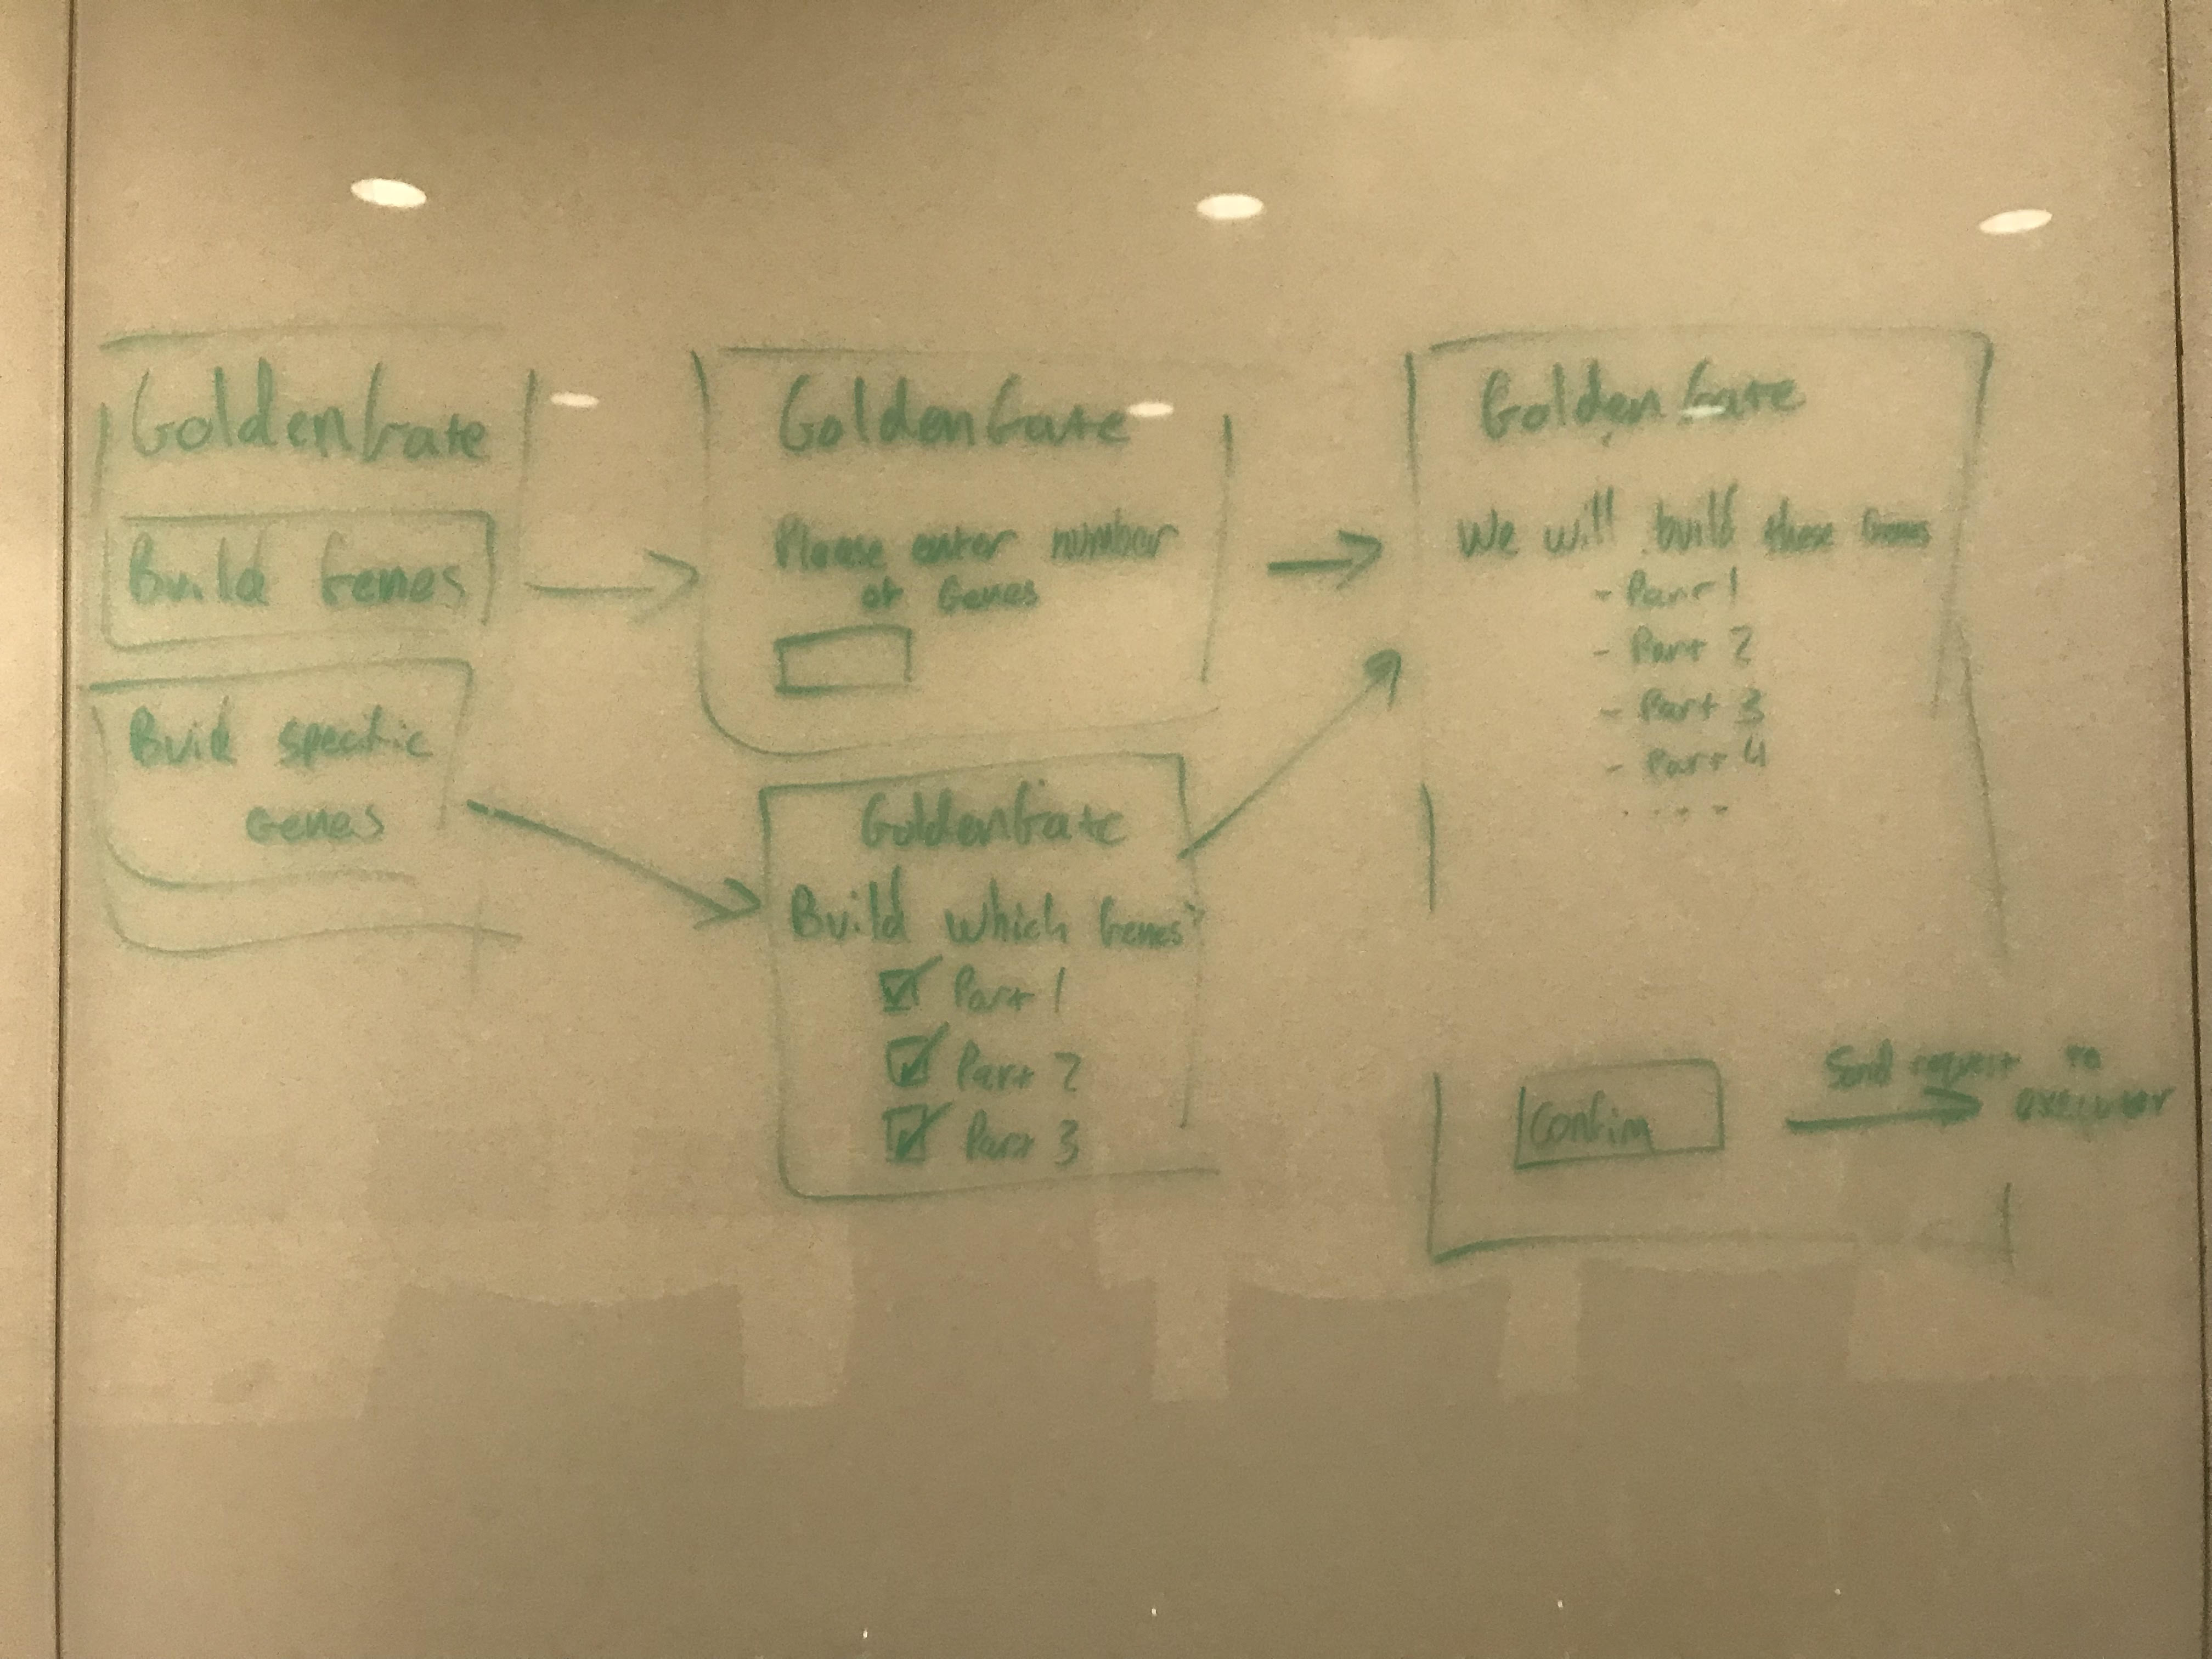 GoldenGate
Build Genes
Build specific
Genes
GoldenGate
Please enter number
of Genes
GoldenGate
Build which Genes?
Part 1
Part 2
Part 3
GoldenGate
We will build these Genes
- Part 1
- Part 2
- Part 3
- Part 4
....
Confirm
Send request to
executor